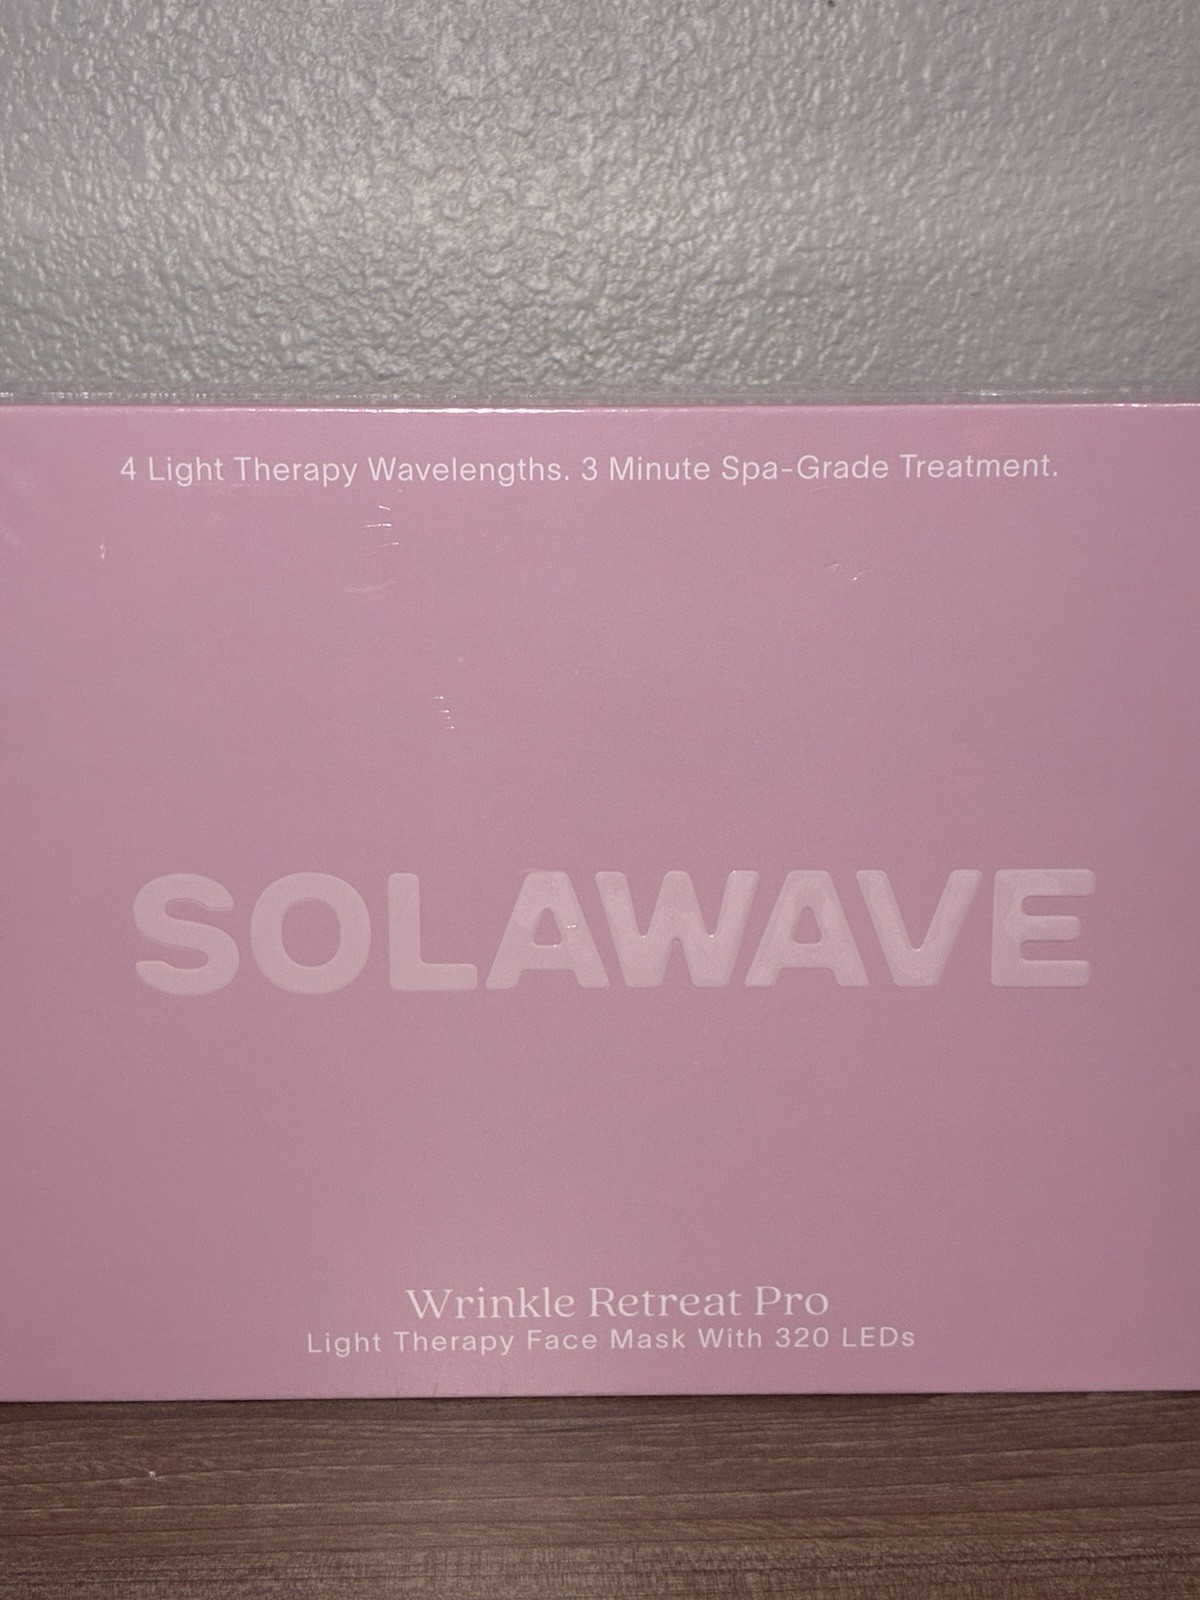 4 Light Therapy Wavelengths. 3 Minute Spa-Grade Treatment.
SOLAWAVE
Wrinkle Retreat Pro
Light Therapy Face Mask With 320 LEDs